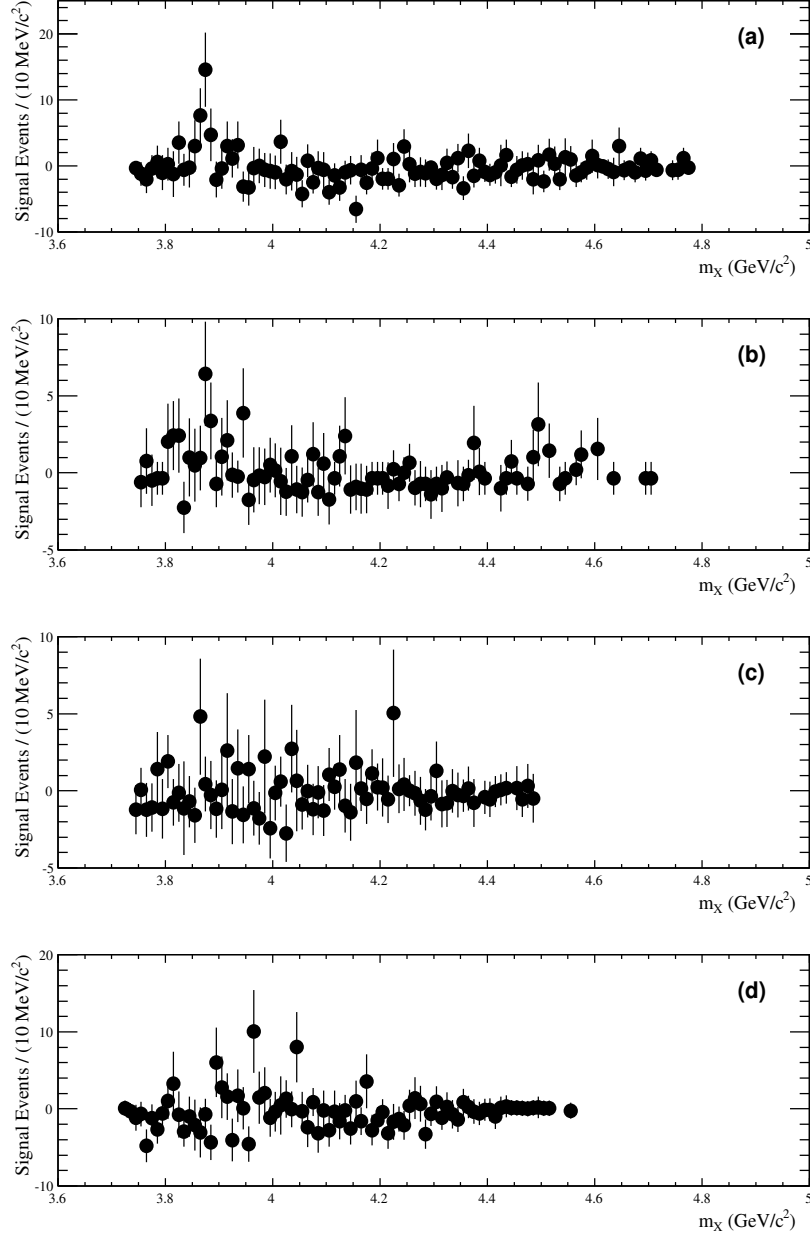 Signal Events / (10 MeV/c²)
(a)
20
10
0
-10
3.6 3.8 4 4.2 4.4 4.6 4.8 5
m_X (GeV/c²)
Signal Events / (10 MeV/c²)
(b)
10
5
0
-5
3.6 3.8 4 4.2 4.4 4.6 4.8 5
m_X (GeV/c²)
Signal Events / (10 MeV/c²)
(c)
10
5
0
-5
3.6 3.8 4 4.2 4.4 4.6 4.8 5
m_X (GeV/c²)
Signal Events / (10 MeV/c²)
(d)
20
10
0
-10
3.6 3.8 4 4.2 4.4 4.6 4.8 5
m_X (GeV/c²)